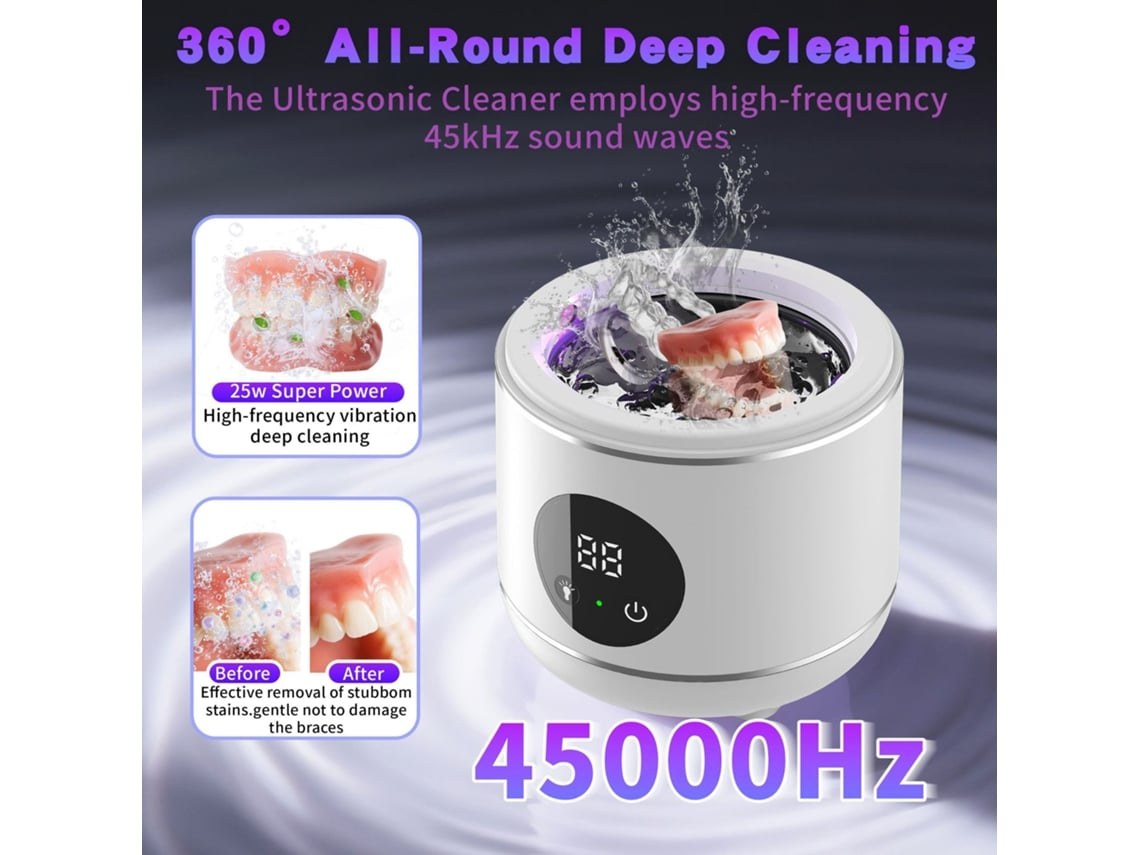 360° All-Round Deep Cleaning
The Ultrasonic Cleaner employs high-frequency
45kHz sound waves
25w Super Power
High-frequency vibration
deep cleaning
88
Before
After
Effective removal of stubbom
stains.gentle not to damage
the braces
45000Hz